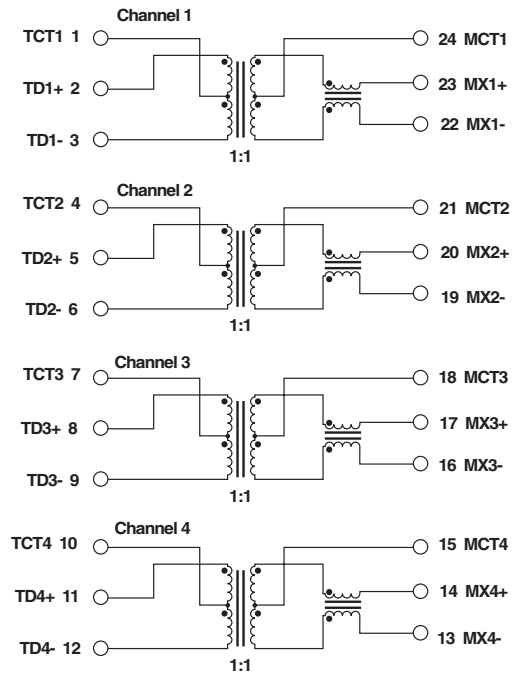 Channel 1
TCT1 1
24 MCT1
TD1+ 2
23 MX1+
22 MX1-
TD1- 3
1:1
Channel 2
TCT2 4
21 MCT2
TD2+ 5
20 MX2+
19 MX2-
TD2- 6
1:1
Channel 3
TCT3 7
18 MCT3
TD3+ 8
17 MX3+
16 MX3-
TD3- 9
1:1
Channel 4
TCT4 10
15 MCT4
TD4+ 11
14 MX4+
13 MX4-
TD4- 12
1:1